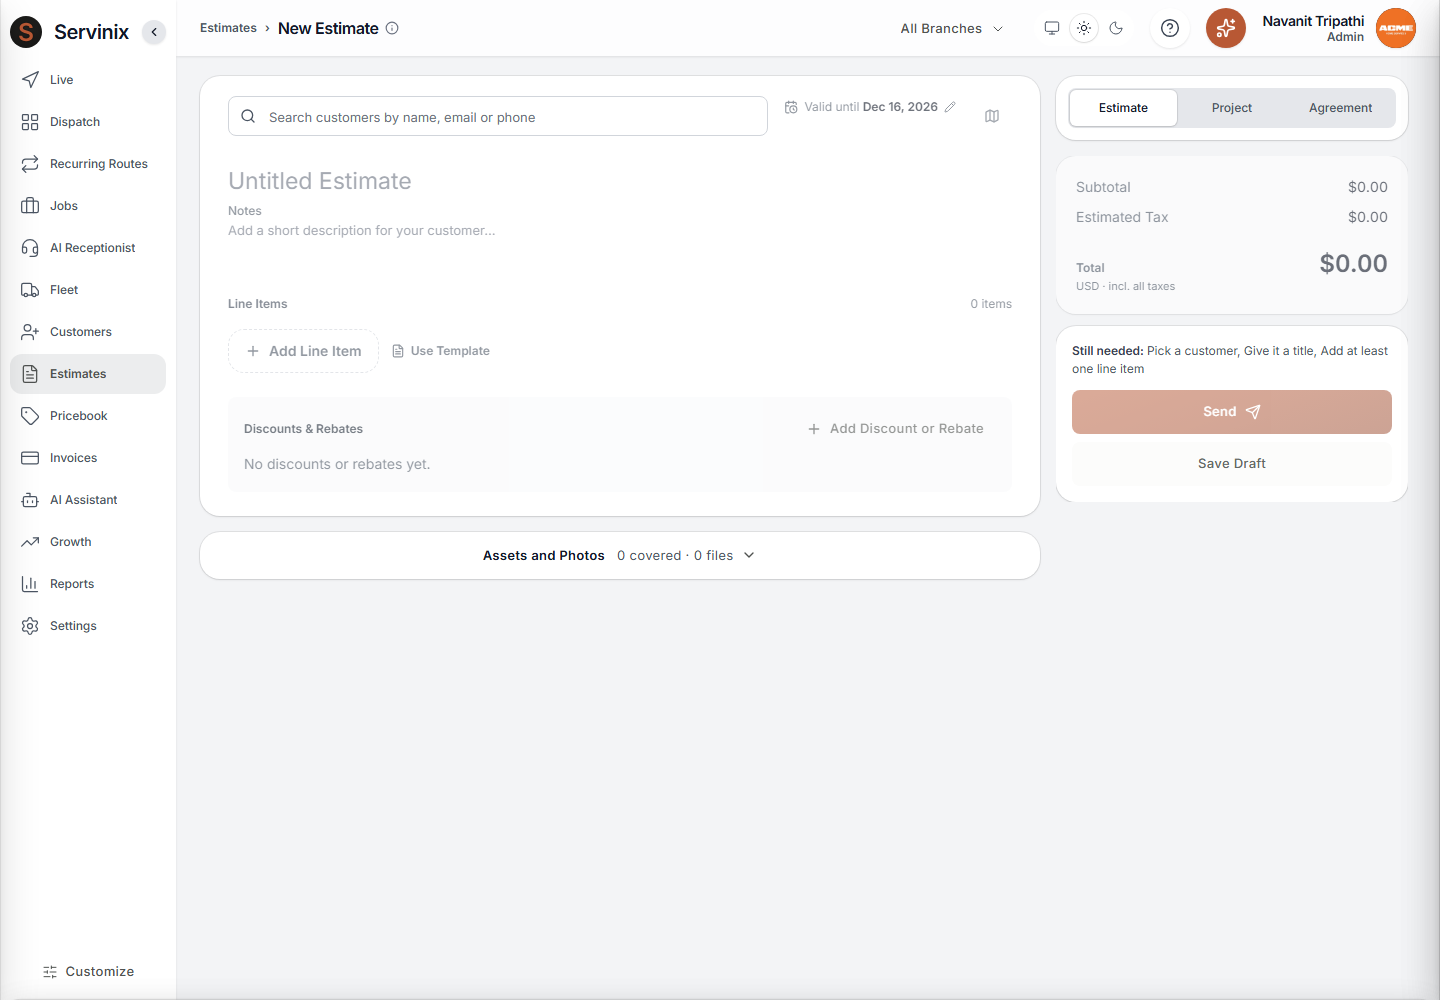 S Servinix
Live
Dispatch
Recurring Routes
Jobs
AI Receptionist
Fleet
Customers
Estimates
Pricebook
Invoices
AI Assistant
Growth
Reports
Settings
Customize
Estimates › New Estimate
All Branches
Navanit Tripathi
Admin
ACME
Search customers by name, email or phone
Valid until Dec 16, 2026
Untitled Estimate
Notes
Add a short description for your customer...
Line Items
0 items
+ Add Line Item
Use Template
Discounts & Rebates
+ Add Discount or Rebate
No discounts or rebates yet.
Assets and Photos 0 covered · 0 files
Estimate
Project
Agreement
Subtotal $0.00
Estimated Tax $0.00
Total $0.00
USD · incl. all taxes
Still needed: Pick a customer, Give it a title, Add at least
one line item
Send
Save Draft